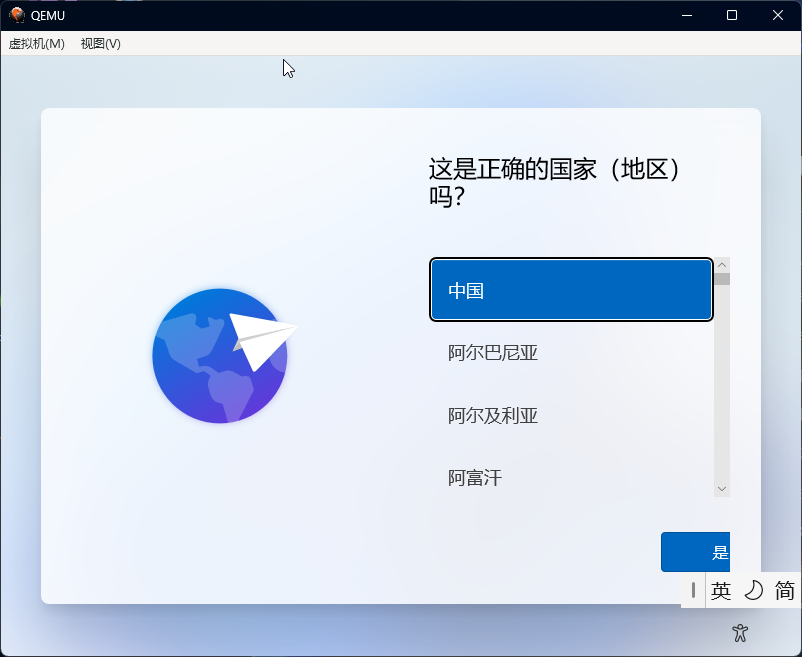 QEMU
虚拟机(M) 视图(V)
这是正确的国家（地区）
吗？
中国
阿尔巴尼亚
阿尔及利亚
阿富汗
是
英 简